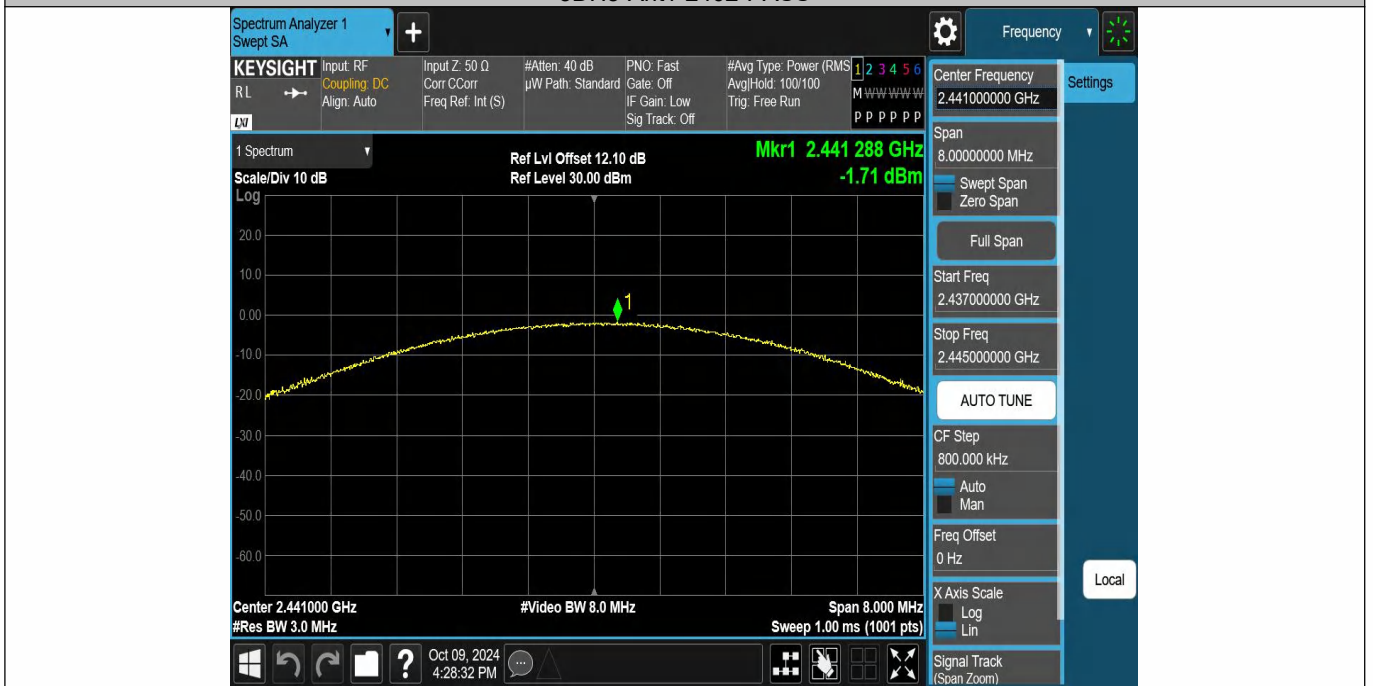 Spectrum Analyzer 1
Swept SA
Frequency
KEYSIGHT
RL
LXI
Input: RF
Coupling: DC
Align: Auto
Input Z: 50 Ω
Corr CCorr
Freq Ref: Int (S)
#Atten: 40 dB
µW Path: Standard
PNO: Fast
Gate: Off
IF Gain: Low
Sig Track: Off
#Avg Type: Power (RMS
Avg|Hold: 100/100
Trig: Free Run
1 2 3 4 5 6
M W W W W W
P P P P P P
1 Spectrum
Scale/Div 10 dB
Ref Lvl Offset 12.10 dB
Ref Level 30.00 dBm
Mkr1 2.441 288 GHz
-1.71 dBm
Log
20.0
10.0
0.00
-10.0
-20.0
-30.0
-40.0
-50.0
-60.0
1
Center 2.441000 GHz
#Res BW 3.0 MHz
#Video BW 8.0 MHz
Span 8.000 MHz
Sweep 1.00 ms (1001 pts)
Oct 09, 2024
4:28:32 PM
Center Frequency
2.441000000 GHz
Settings
Span
8.00000000 MHz
Swept Span
Zero Span
Full Span
Start Freq
2.437000000 GHz
Stop Freq
2.445000000 GHz
AUTO TUNE
CF Step
800.000 kHz
Auto
Man
Freq Offset
0 Hz
X Axis Scale
Log
Lin
Signal Track
(Span Zoom)
Local